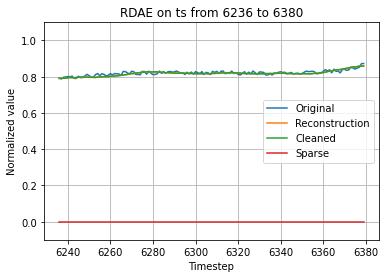 RDAE on ts from 6236 to 6380
Normalized value
1.0
0.8
0.6
0.4
0.2
0.0
Original
Reconstruction
Cleaned
Sparse
6240 6260 6280 6300 6320 6340 6360 6380
Timestep